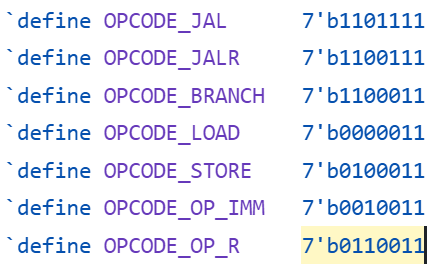 `define OPCODE_JAL     7'b1101111
`define OPCODE_JALR    7'b1100111
`define OPCODE_BRANCH  7'b1100011
`define OPCODE_LOAD    7'b0000011
`define OPCODE_STORE   7'b0100011
`define OPCODE_OP_IMM  7'b0010011
`define OPCODE_OP_R    7'b0110011